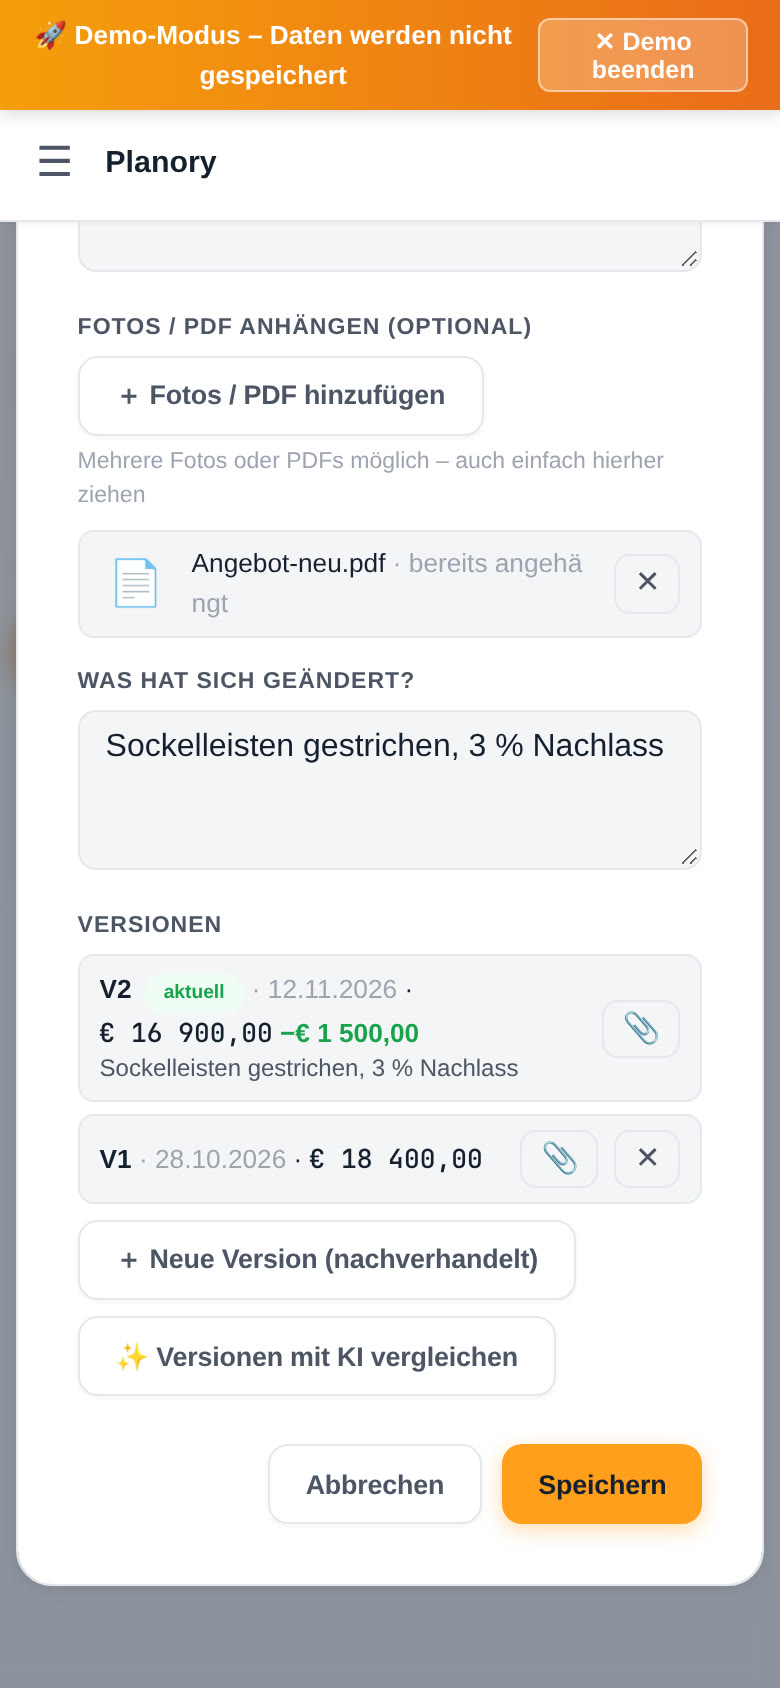 🚀 Demo-Modus – Daten werden nicht
gespeichert
✕ Demo
beenden
☰ Planory
FOTOS / PDF ANHÄNGEN (OPTIONAL)
+ Fotos / PDF hinzufügen
Mehrere Fotos oder PDFs möglich – auch einfach hierher
ziehen
Angebot-neu.pdf · bereits angehä
ngt
✕
WAS HAT SICH GEÄNDERT?
Sockelleisten gestrichen, 3 % Nachlass
VERSIONEN
V2 aktuell · 12.11.2026 ·
€ 16 900,00 −€ 1 500,00
Sockelleisten gestrichen, 3 % Nachlass
V1 · 28.10.2026 · € 18 400,00 ✕
+ Neue Version (nachverhandelt)
✨ Versionen mit KI vergleichen
Abbrechen
Speichern